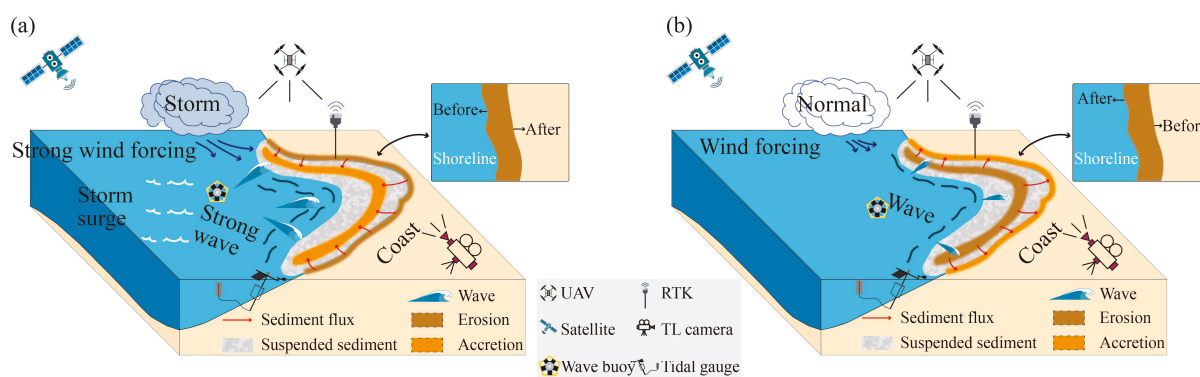 (a)
Storm
Strong wind forcing
Storm
surge
Strong
wave
Coast
Before
After
Shoreline
Wave
Sediment flux
Erosion
Suspended sediment
Accretion
UAV
RTK
Satellite
TL camera
Wave buoy
Tidal gauge
(b)
Normal
Wind forcing
Wave
Coast
After
Befor
Shoreline
Wave
Sediment flux
Erosion
Suspended sediment
Accretion